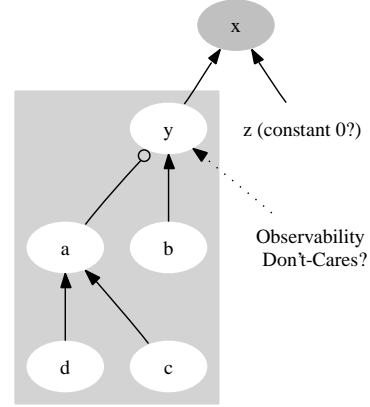 x
y
z (constant 0?)
Observability
Don't-Cares?
a
b
d
c